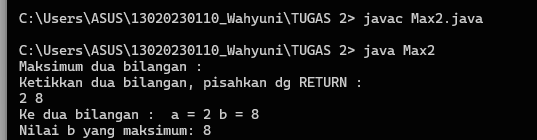 C:\Users\ASUS\13020230110_Wahyuni\TUGAS 2> javac Max2.java
C:\Users\ASUS\13020230110_Wahyuni\TUGAS 2> java Max2
Maksimum dua bilangan :
Ketikkan dua bilangan, pisahkan dg RETURN :
2 8
Ke dua bilangan :  a = 2 b = 8
Nilai b yang maksimum: 8